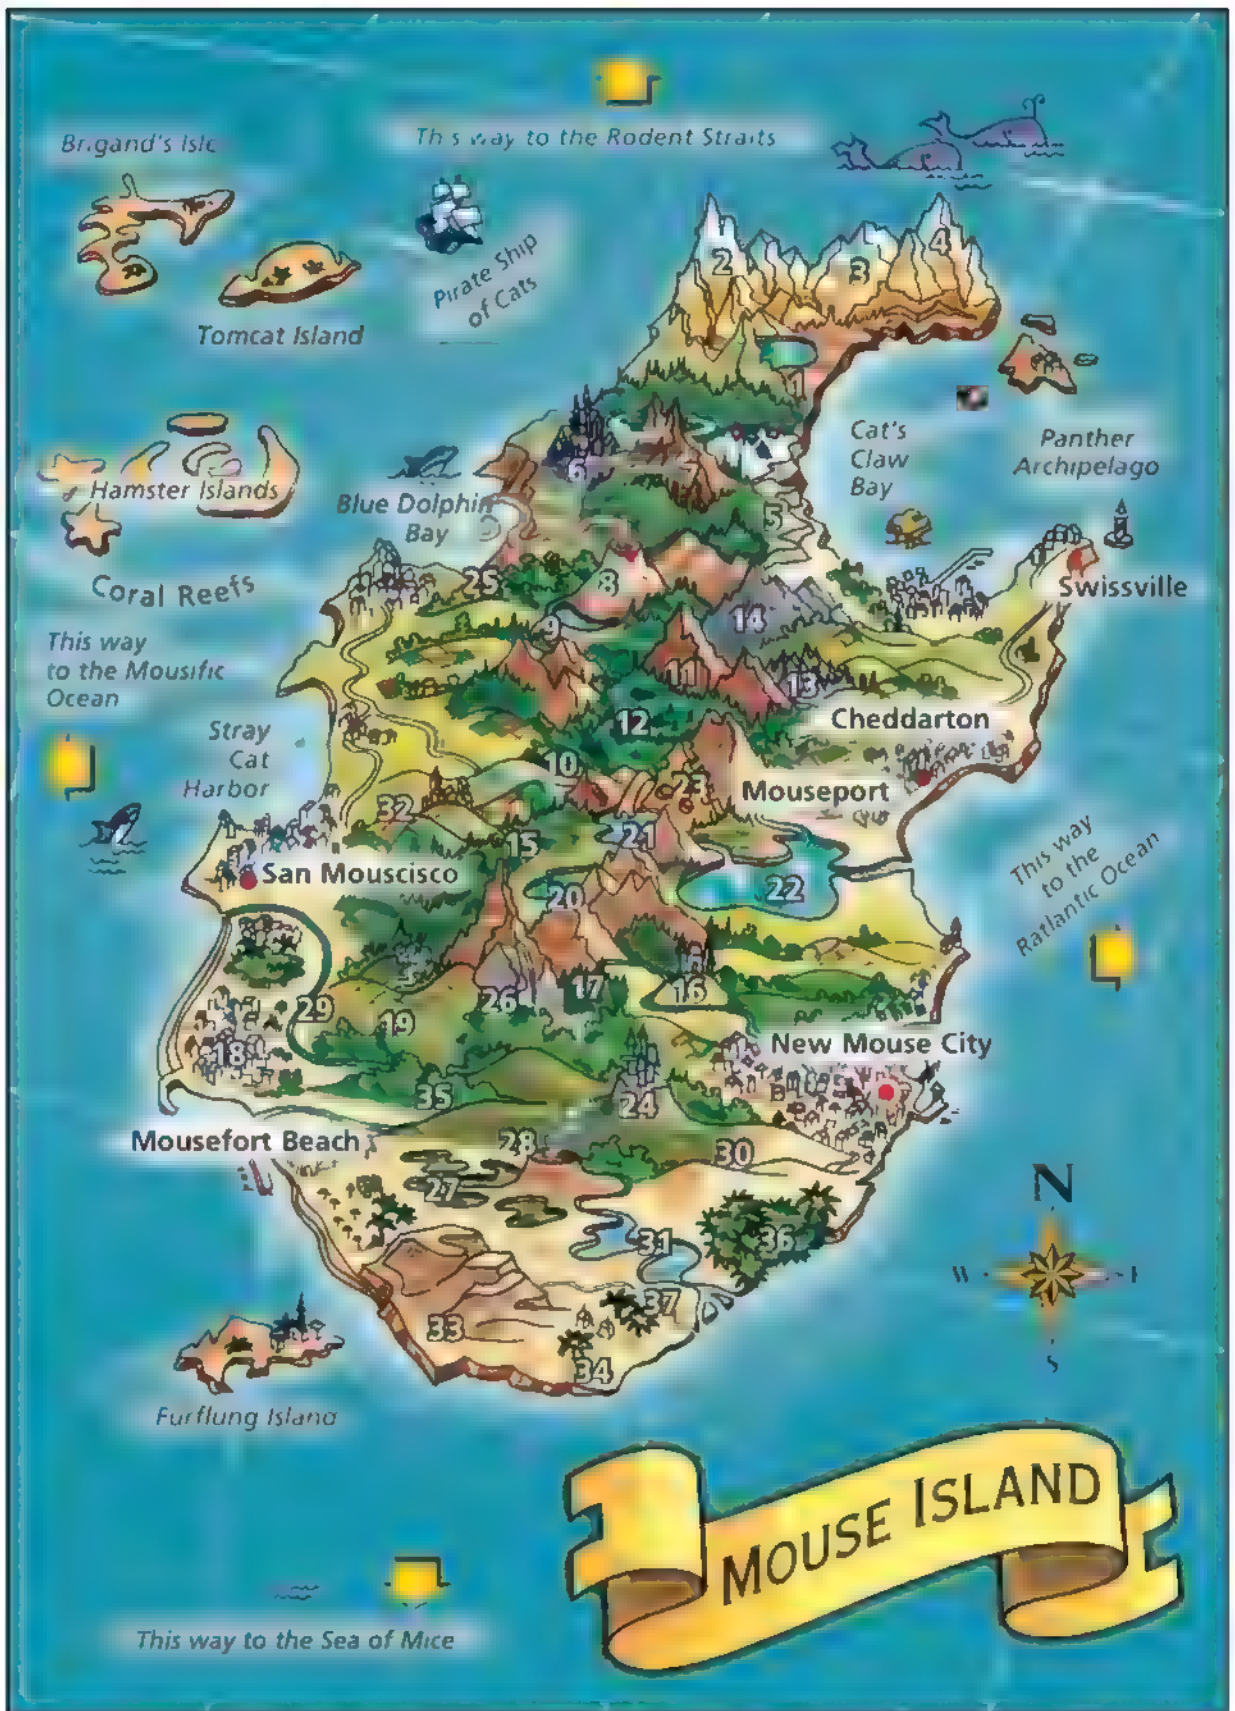 Brigand's Isle
This way to the Rodent Straits
Pirate Ship
of Cats
Tomcat Island
2
3
4
1
Cat's
Claw
Bay
Panther
Archipelago
Hamster Islands
Blue Dolphin
Bay
Coral Reefs
6
7
5
25
8
Swissville
This way
to the Mousific
Ocean
9
14
11
13
12
Cheddarton
Stray
Cat
Harbor
10
23
Mouseport
32
15
21
San Mouscisco
20
22
This way
to the
Ratlantic Ocean
26
17
16
29
19
18
New Mouse City
35
24
Mousefort Beach
28
30
27
31
36
37
33
34
N
W
S
Furflung Island
MOUSE ISLAND
This way to the Sea of Mice